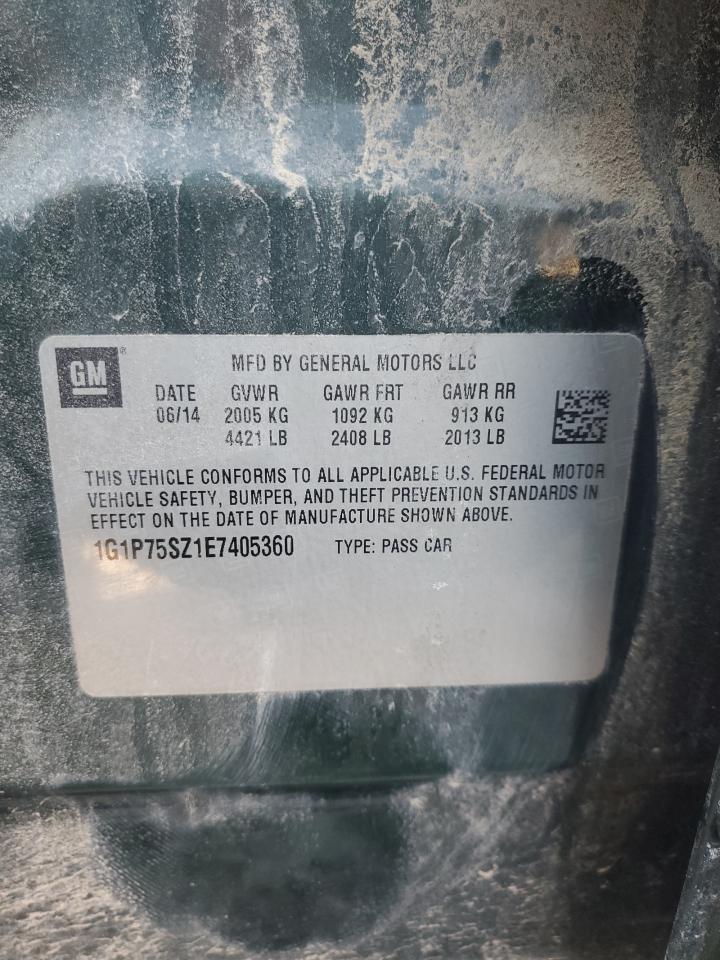 GM®
MFD BY GENERAL MOTORS LLC
DATE GVWR GAWR FRT GAWR RR
06/14 2005 KG 1092 KG 913 KG
4421 LB 2408 LB 2013 LB
THIS VEHICLE CONFORMS TO ALL APPLICABLE U.S. FEDERAL MOTOR
VEHICLE SAFETY, BUMPER, AND THEFT PREVENTION STANDARDS IN
EFFECT ON THE DATE OF MANUFACTURE SHOWN ABOVE.
1G1P75SZ1E7405360 TYPE: PASS CAR